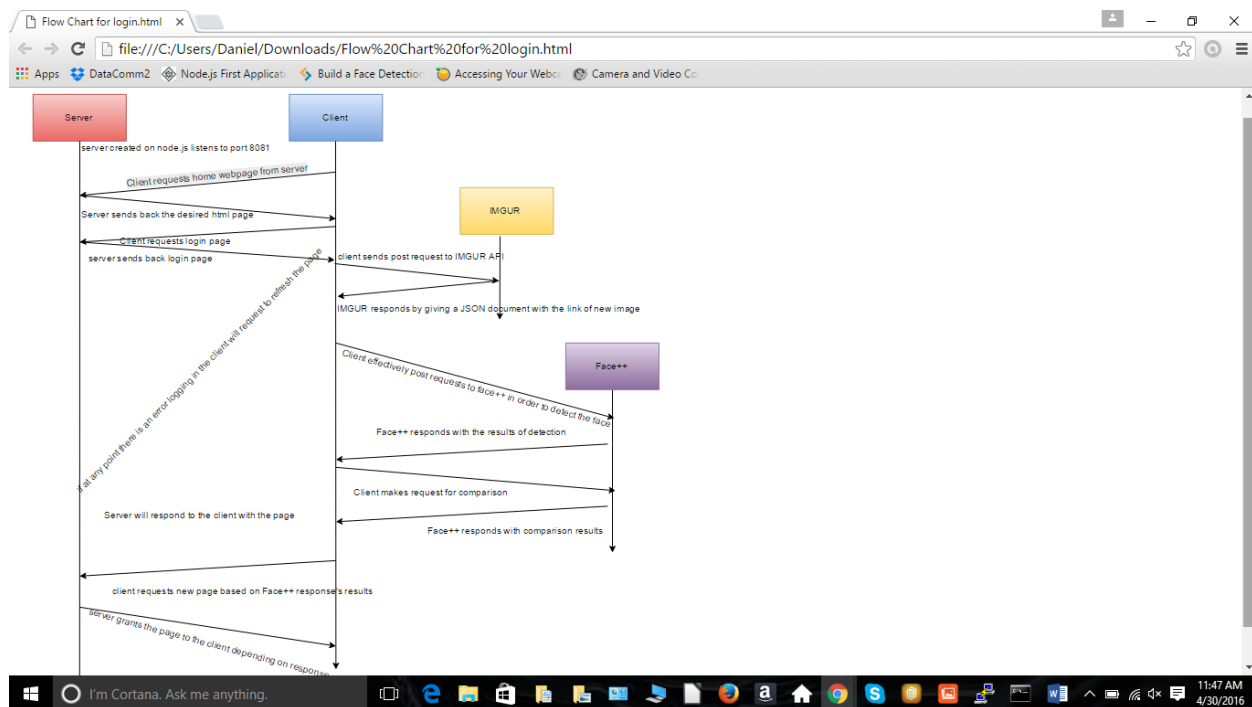 Flow Chart for login.html
file:///C:/Users/Daniel/Downloads/Flow%20Chart%20for%20login.html
Apps
DataComm2
Node.js First Applicati
Build a Face Detection
Accessing Your Webc
Camera and Video Co
Server
Client
server created on node.js listens to port 8081
Client requests home webpage from server
Server sends back the desired html page
IMGUR
Client requests login page
server sends back login page
client sends post request to IMGUR API
if at any point there is an error logging in the client will request to refresh the page
IMGUR responds by giving a JSON document with the link of new image
Client effectively post requests to face++ in order to detect the face
Face++
Face++ responds with the results of detection
Client makes request for comparison
Server will respond to the client with the page
Face++ responds with comparison results
client requests new page based on Face++ response's results
server grants the page to the client depending on response
I'm Cortana. Ask me anything.
11:47 AM
4/30/2016